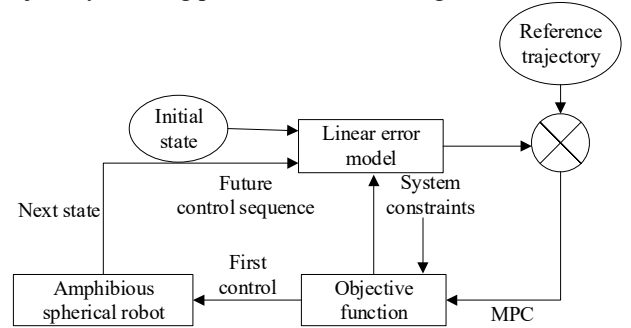 Reference
trajectory
Initial
state
Linear error
model
Future
control sequence
System
constraints
Next state
First
control
Amphibious
spherical robot
Objective
function
MPC